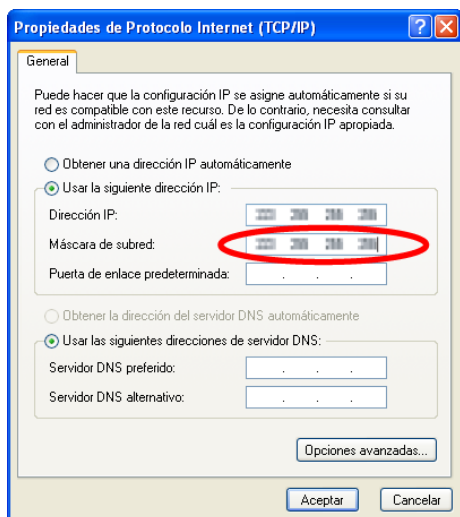 Propiedades de Protocolo Internet (TCP/IP)
General
Puede hacer que la configuración IP se asigne automáticamente si su
red es compatible con este recurso. De lo contrario, necesita consultar
con el administrador de la red cuál es la configuración IP apropiada.
Obtener una dirección IP automáticamente
Usar la siguiente dirección IP:
Dirección IP:
Máscara de subred:
Puerta de enlace predeterminada:
Obtener la dirección del servidor DNS automáticamente
Usar las siguientes direcciones de servidor DNS:
Servidor DNS preferido:
Servidor DNS alternativo:
Opciones avanzadas...
Aceptar
Cancelar